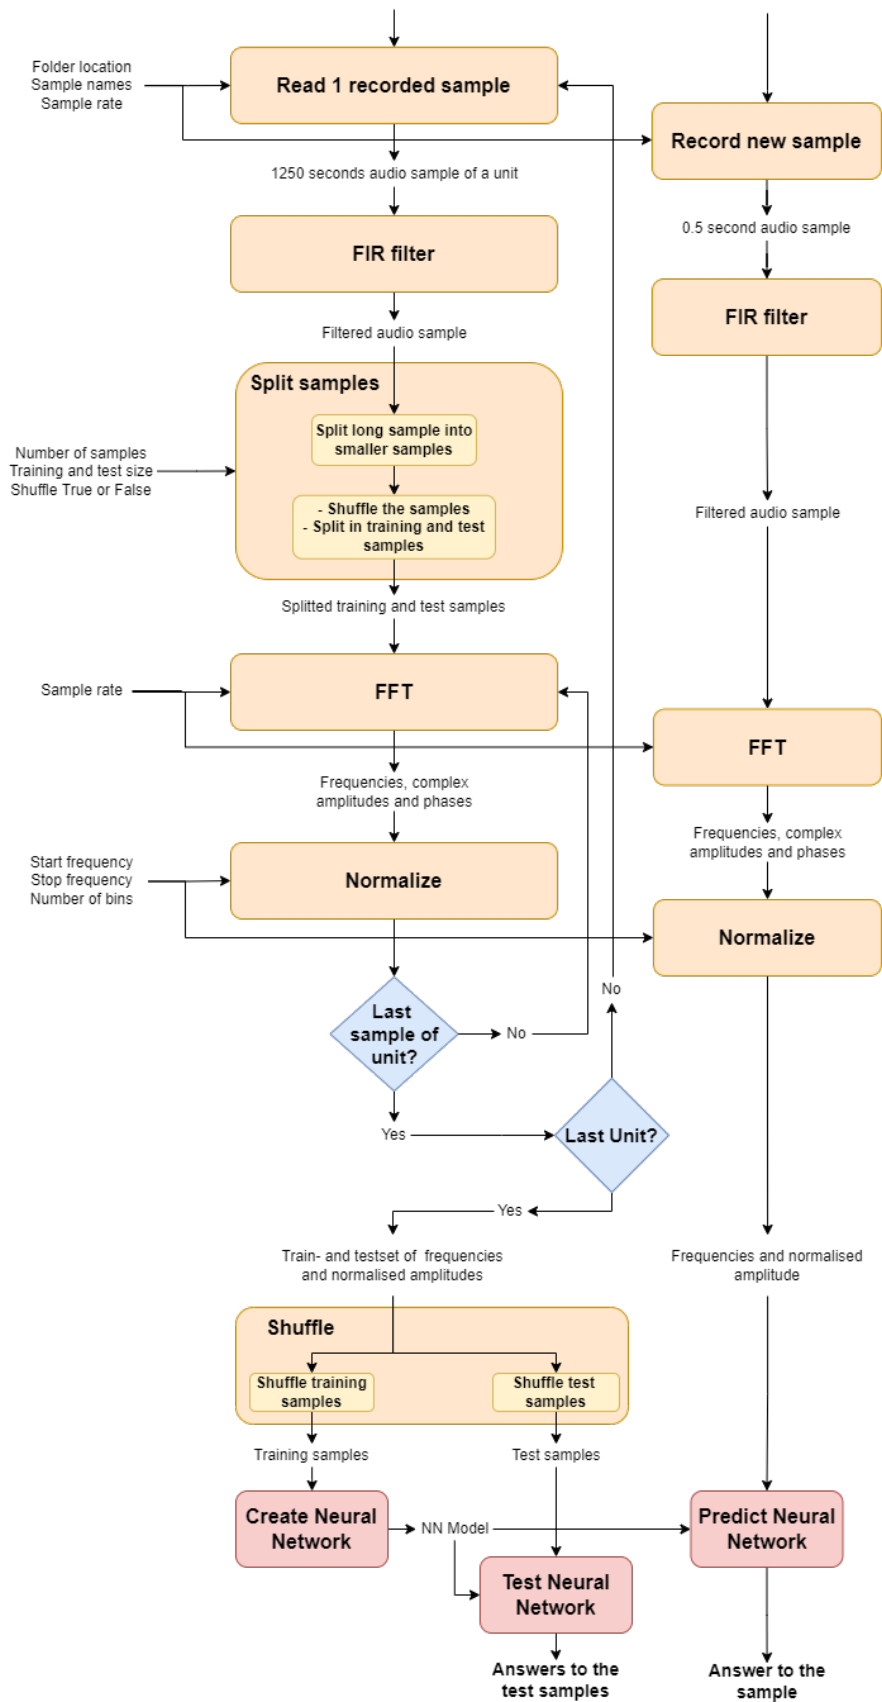 Folder location
Sample names
Sample rate
Read 1 recorded sample
Record new sample
1250 seconds audio sample of a unit
0.5 second audio sample
FIR filter
FIR filter
Filtered audio sample
Split samples
Split long sample into
smaller samples
Number of samples
Training and test size
Shuffle True or False
- Shuffle the samples
- Split in training and test
samples
Filtered audio sample
Splitted training and test samples
Sample rate
FFT
FFT
Frequencies, complex
amplitudes and phases
Frequencies, complex
amplitudes and phases
Start frequency
Stop frequency
Number of bins
Normalize
Normalize
No
Last
sample of
unit?
No
Yes
Last Unit?
Yes
Train- and testset of frequencies
and normalised amplitudes
Frequencies and normalised
amplitude
Shuffle
Shuffle training
samples
Shuffle test
samples
Training samples
Test samples
Create Neural
Network
NN Model
Predict Neural
Network
Test Neural
Network
Answers to the
test samples
Answer to the
sample